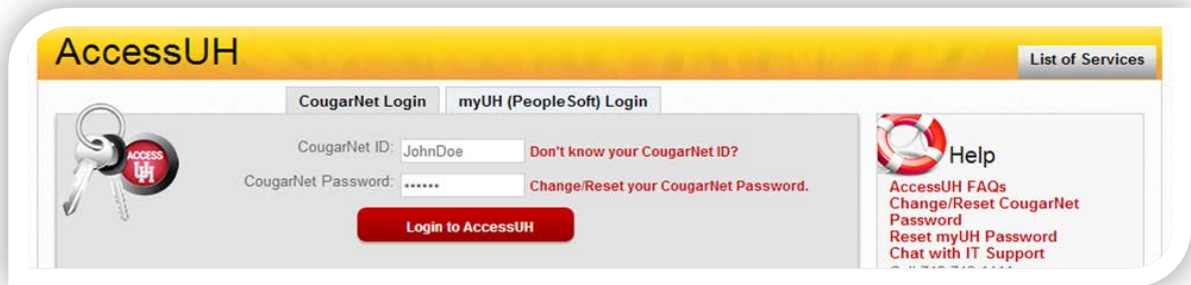 AccessUH
List of Services
CougarNet Login
myUH (PeopleSoft) Login
ACCESS
UH
CougarNet ID:
JohnDoe
Don't know your CougarNet ID?
CougarNet Password:
••••••
Change/Reset your CougarNet Password.
Login to AccessUH
Help
AccessUH FAQs
Change/Reset CougarNet
Password
Reset myUH Password
Chat with IT Support